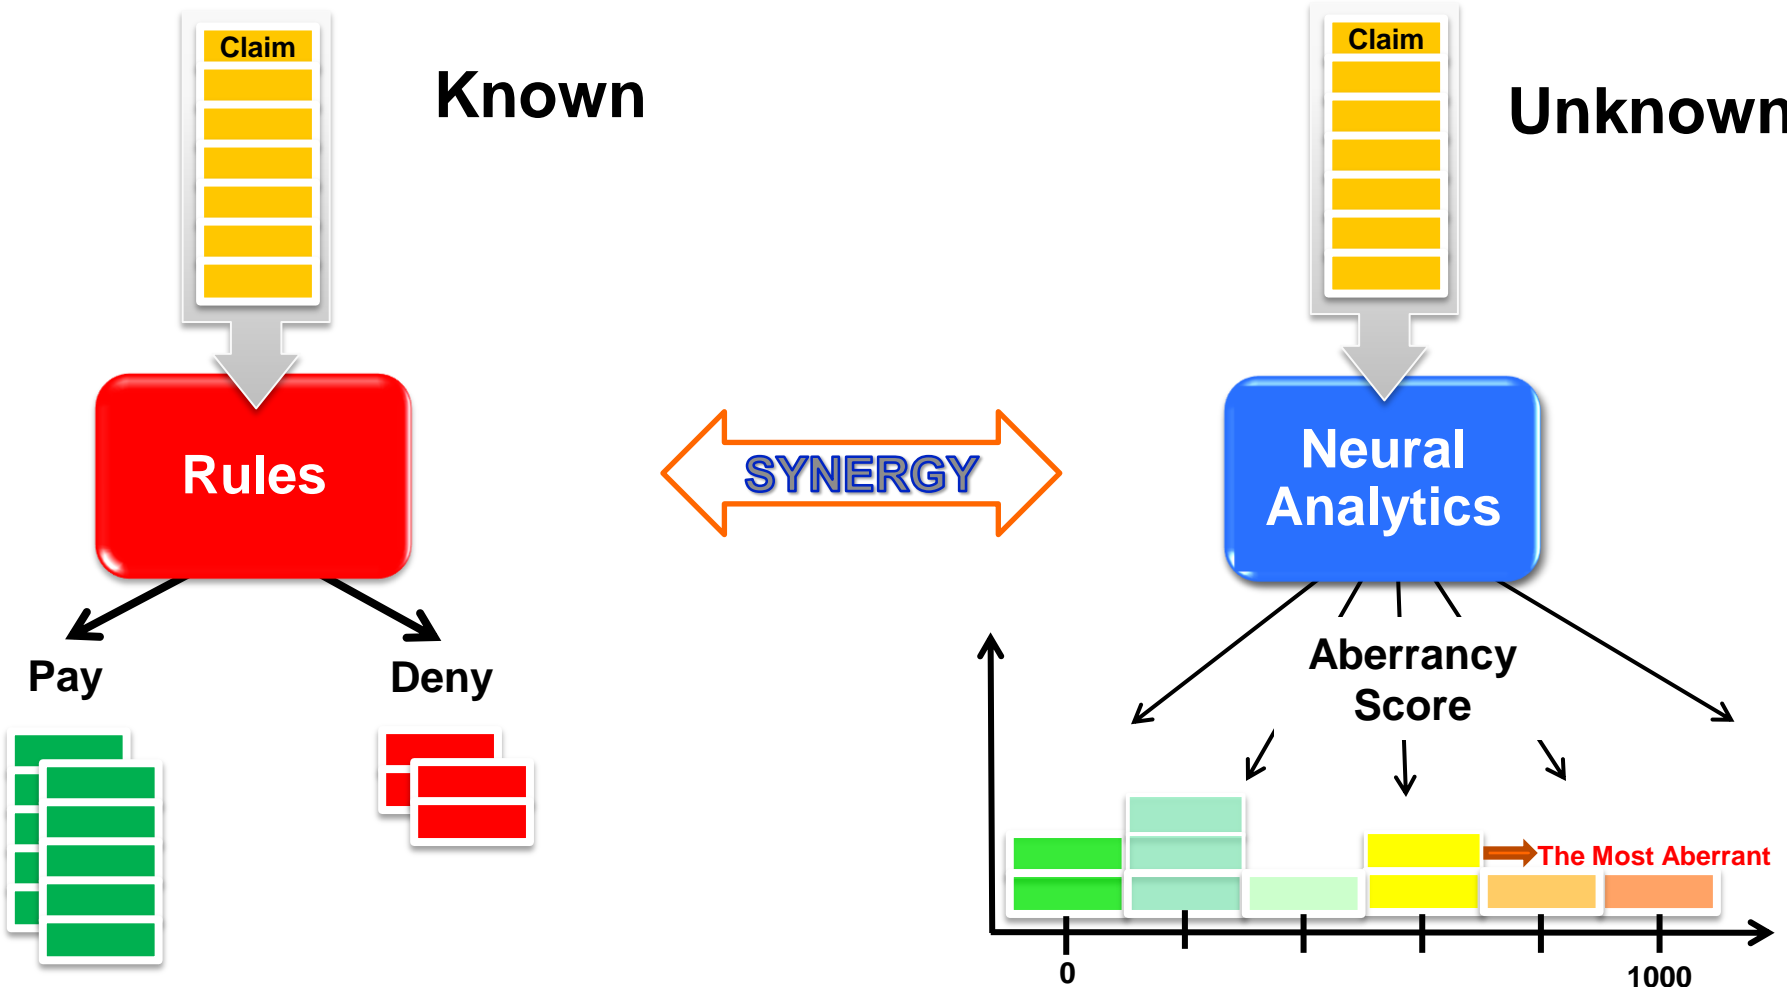 Claim
Known
Claim
Unknown
Rules
SYNERGY
Neural
Analytics
Pay
Deny
Aberrancy
Score
The Most Aberrant
0
1000